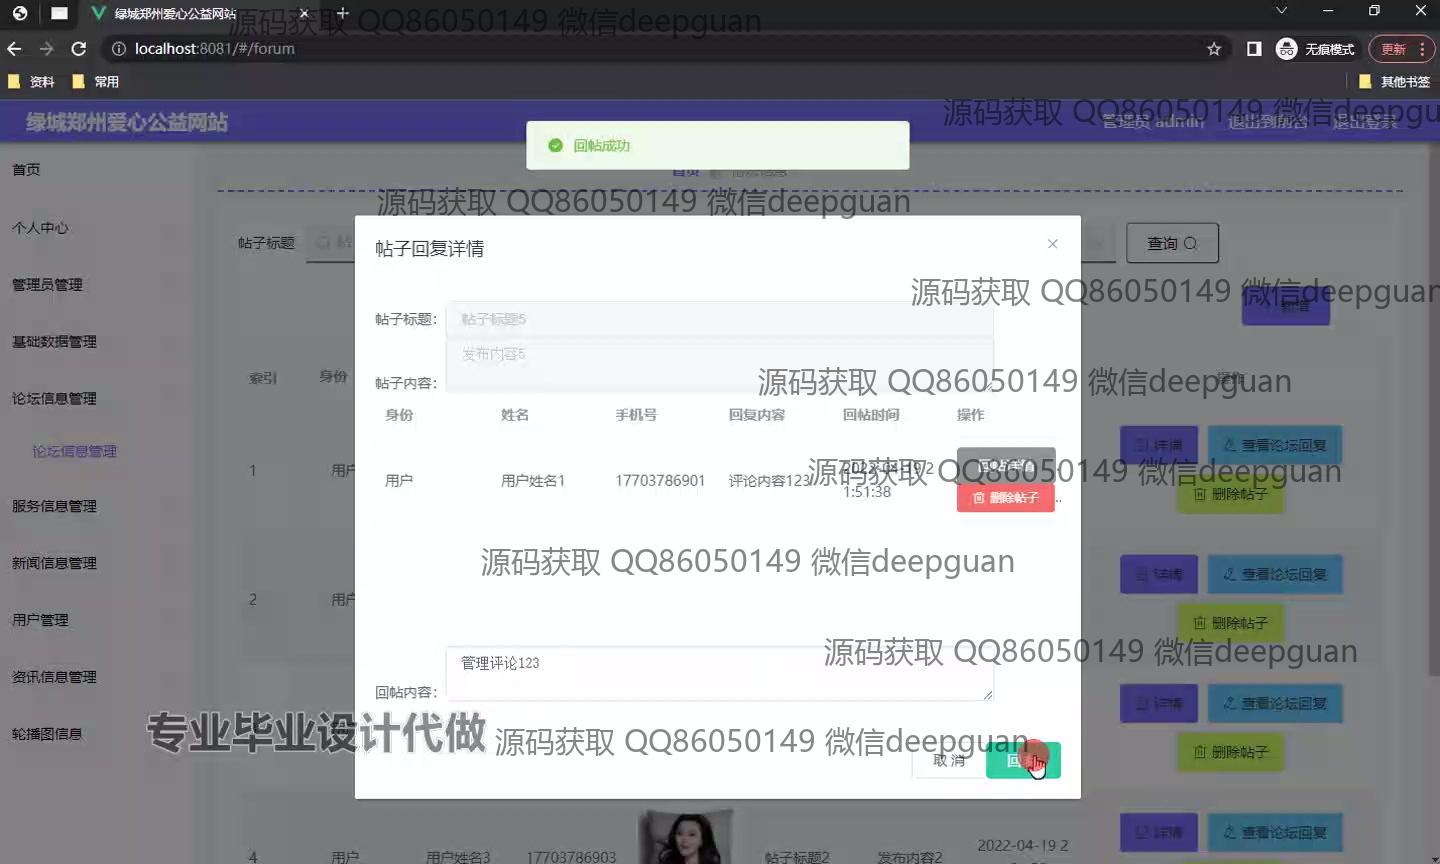 绿城郑州爱心公益网站
源码获取 QQ86050149 微信deepguan
localhost:8081/#/forum
无痕模式
更新
资料
常用
其他书签
绿城郑州爱心公益网站
源码获取 QQ86050149 微信deepgu
管理员 admin
退出到前台
退出登录
回帖成功
首页
首页
源码获取 QQ86050149 微信deepguan
个人中心
帖子标题
查询
帖子回复详情
管理员管理
源码获取 QQ86050149 微信deepguan
新增
帖子标题:
帖子标题5
基础数据管理
发布内容5
索引
身份
帖子内容:
源码获取 QQ86050149 微信deepguan
操作
论坛信息管理
身份
姓名
手机号
回复内容
回帖时间
操作
论坛信息管理
详情
查看论坛回复
1
用户
用户
用户姓名1
17703786901
评论内容123
2022-04-19 2
1:51:38
回帖详情
源码获取 QQ86050149 微信deepguan
删除帖子
删除帖子
服务信息管理
新闻信息管理
源码获取 QQ86050149 微信deepguan
详情
查看论坛回复
2
用户
用户管理
删除帖子
源码获取 QQ86050149 微信deepguan
管理评论123
资讯信息管理
回帖内容:
详情
查看论坛回复
轮播图信息
专业毕业设计代做
源码获取 QQ86050149 微信deepguan
取 消
回
删除帖子
详情
查看论坛回复
4
用户
用户姓名3
17703786903
帖子标题2
发布内容2
2022-04-19 2